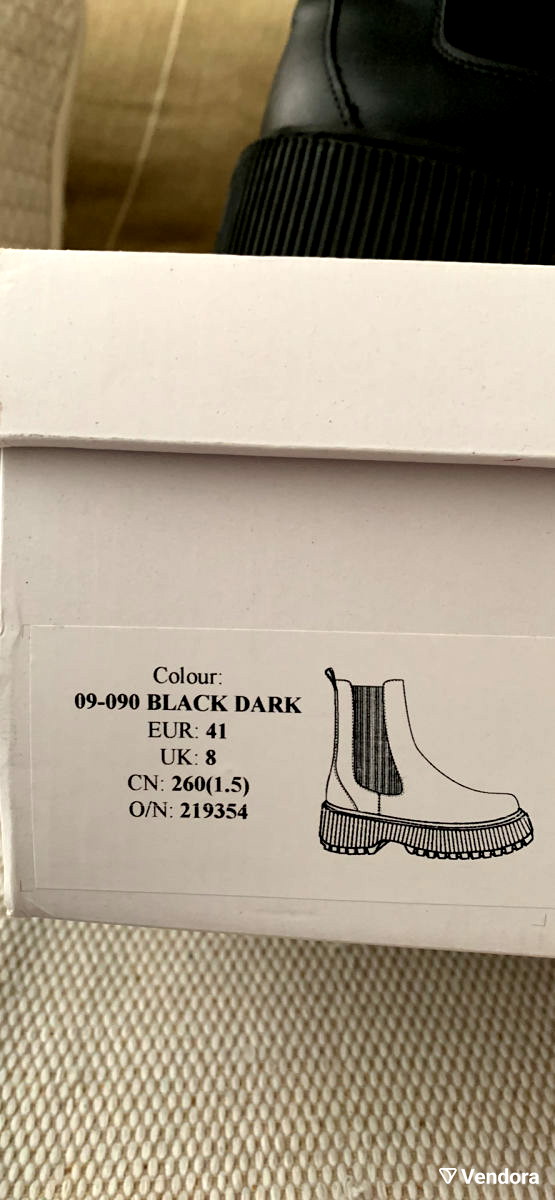 Colour:
09-090 BLACK DARK
EUR: 41
UK: 8
CN: 260(1.5)
O/N: 219354
Vendora